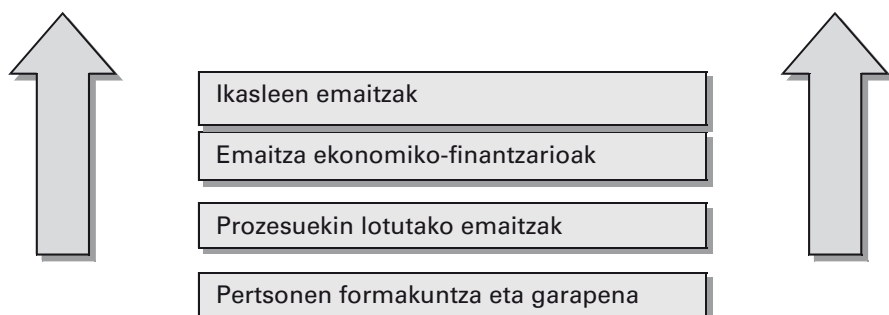 Ikasleen emaitzak
Emaitza ekonomiko-finantzarioak
Prozesuekin lotutako emaitzak
Pertsonen formakuntza eta garapena